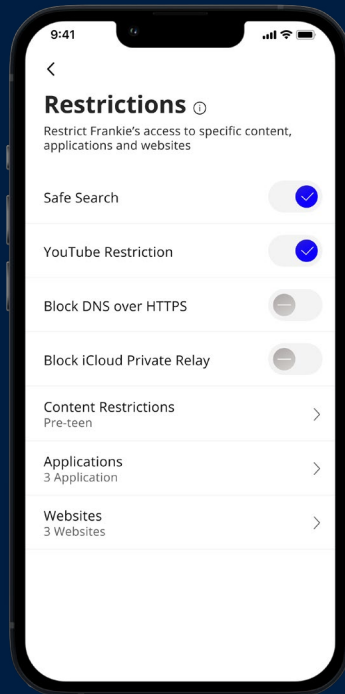 9:41
Restrictions
Restrict Frankie’s access to specific content,
applications and websites
Safe Search
YouTube Restriction
Block DNS over HTTPS
Block iCloud Private Relay
Content Restrictions
Pre-teen
Applications
3 Application
Websites
3 Websites